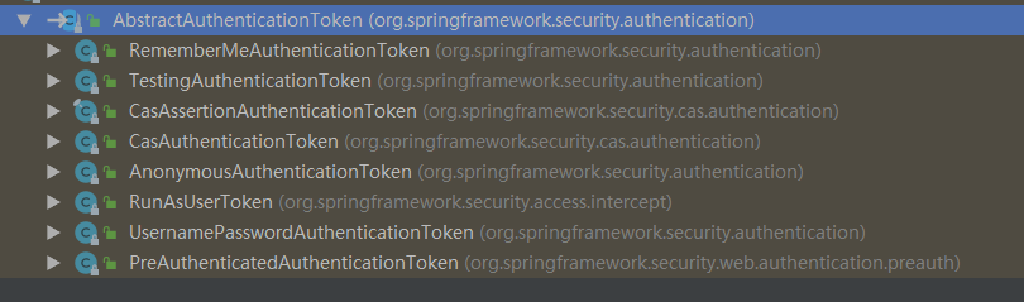 AbstractAuthenticationToken (org.springframework.security.authentication)
RememberMeAuthenticationToken (org.springframework.security.authentication)
TestingAuthenticationToken (org.springframework.security.authentication)
CasAssertionAuthenticationToken (org.springframework.security.cas.authentication)
CasAuthenticationToken (org.springframework.security.cas.authentication)
AnonymousAuthenticationToken (org.springframework.security.authentication)
RunAsUserToken (org.springframework.security.access.intercept)
UsernamePasswordAuthenticationToken (org.springframework.security.authentication)
PreAuthenticatedAuthenticationToken (org.springframework.security.web.authentication.preauth)